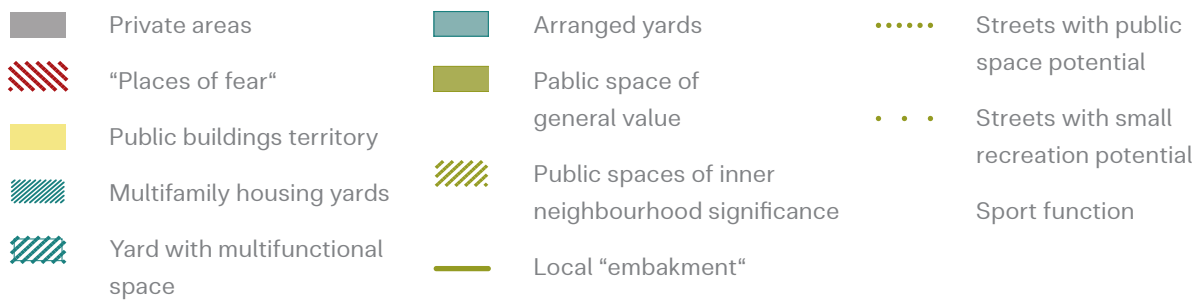 Private areas
“Places of fear“
Public buildings territory
Multifamily housing yards
Yard with multifunctional
space
Arranged yards
Pablic space of
general value
Public spaces of inner
neighbourhood significance
Local “embakment“
Streets with public
space potential
Streets with small
recreation potential
Sport function